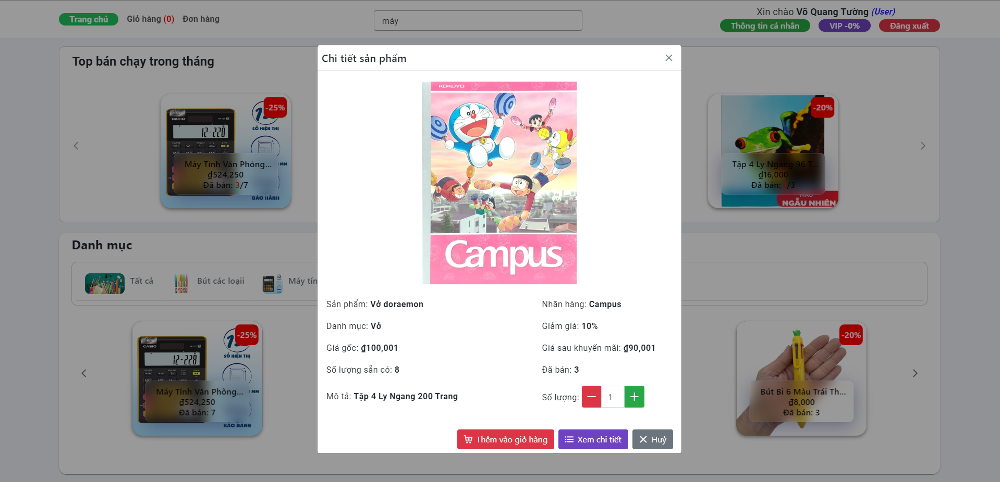 Trang chủ
Giỏ hàng (0)
Đơn hàng
máy
Xin chào Võ Quang Tường (User)
Thông tin cá nhân
VIP -0%
Đăng xuất
Top bán chạy trong tháng
-25%
CASIO
12-228
SỐ HIỆN THỊ
Máy Tính Văn Phòng...
₫524,250
Đã bán: 3/7
BẢO HÀNH
-20%
Tập 4 Ly Ngang 96 T...
₫16,000
Đã bán: 1/3
MÀU
NGẪU NHIÊN
Chi tiết sản phẩm
KOKUYO
Campus
Sản phẩm: Vở doraemon
Nhãn hàng: Campus
Danh mục: Vở
Giảm giá: 10%
Giá gốc: ₫100,001
Giá sau khuyến mãi: ₫90,001
Số lượng sẵn có: 8
Đã bán: 3
Mô tả: Tập 4 Ly Ngang 200 Trang
Số lượng: 1
Thêm vào giỏ hàng
Xem chi tiết
Huỷ
Danh mục
Tất cả
Bút các loạii
Máy tín
-25%
CASIO
12-228
SỐ HIỆN THỊ
Máy Tính Văn Phòng...
₫524,250
Đã bán: 7
BẢO HÀNH
-20%
Bút Bi 6 Màu Trái Th...
₫8,000
Đã bán: 3